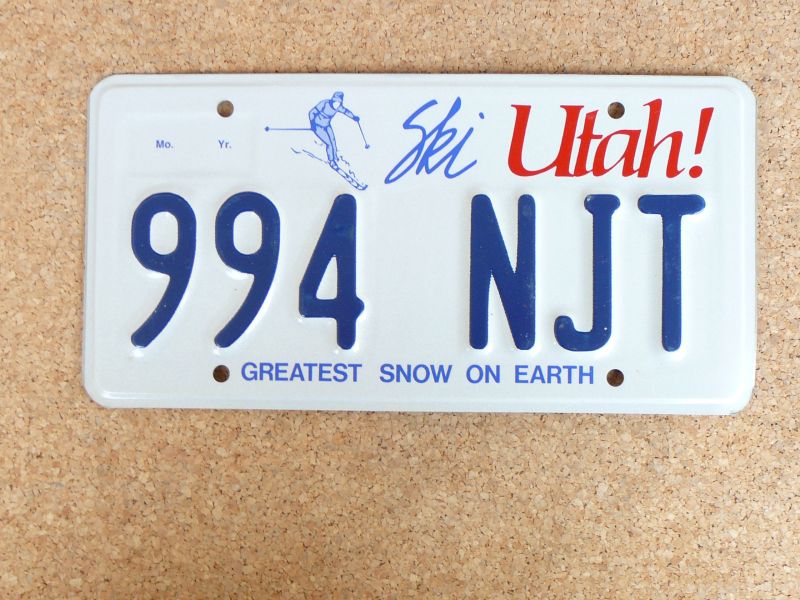 Mo. Yr. Ski Utah!
994 NJT
GREATEST SNOW ON EARTH